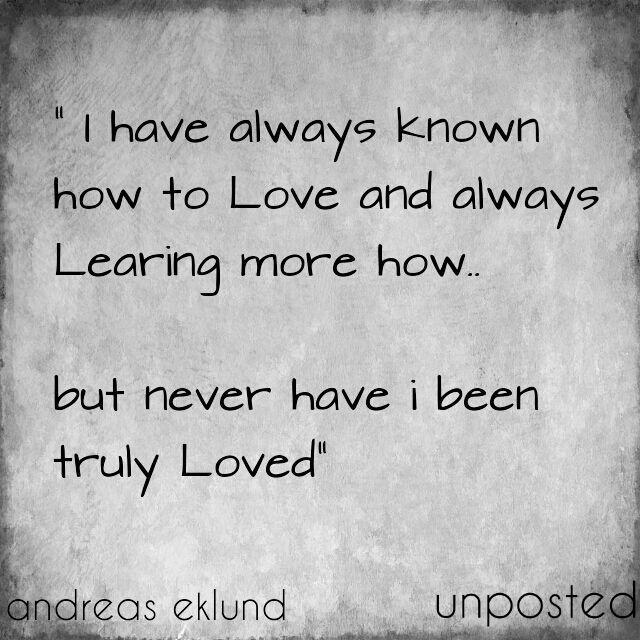 " I have always known
how to Love and always
Learing more how..
but never have i been
truly Loved"
andreas eklund
unposted